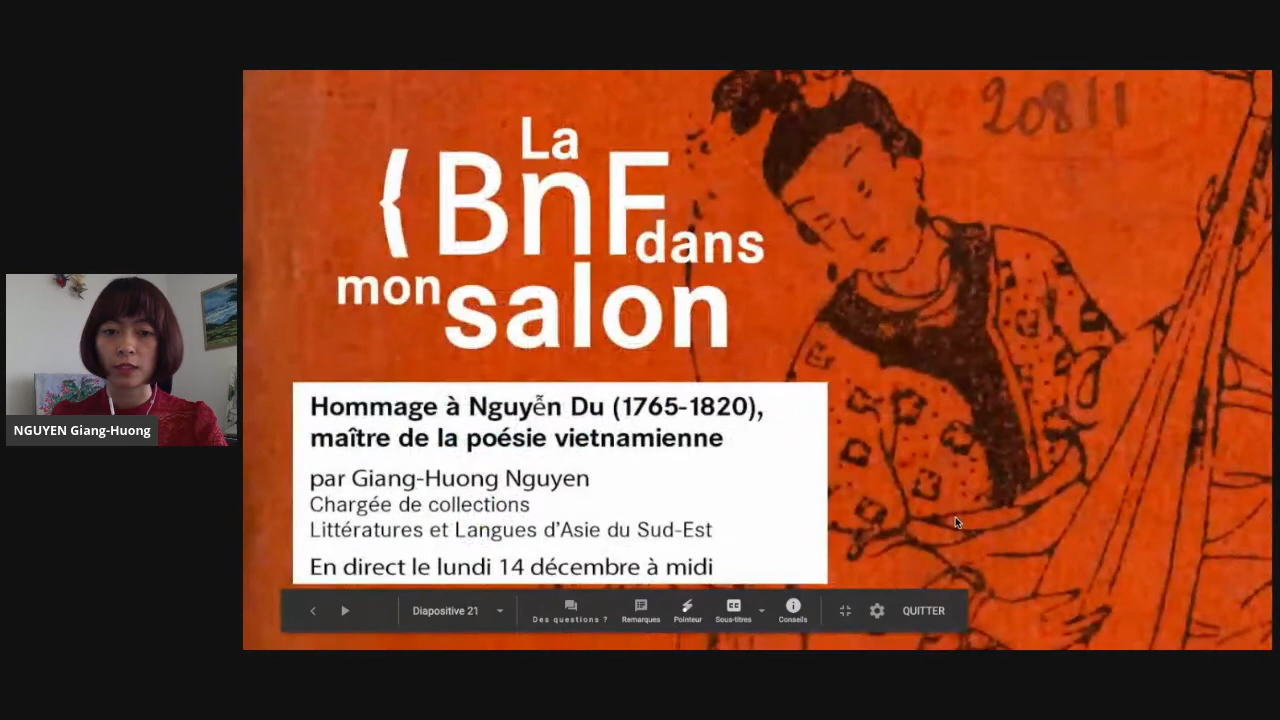 La
{BnF
dans
mon
salon
208/1
Hommage à Nguyễn Du (1765-1820),
maître de la poésie vietnamienne
par Giang-Huong Nguyen
Chargée de collections
Littératures et Langues d'Asie du Sud-Est
En direct le lundi 14 décembre à midi
NGUYEN Giang-Huong
Diapositive 21
Des questions ?
Remarques
Pointeur
Sous-titres
Conseils
QUITTER